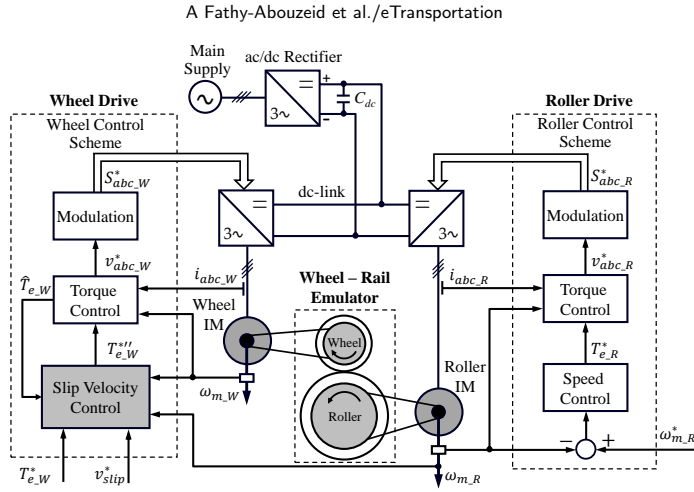 A Fathy-Abouzeid et al./eTransportation
Main
Supply
ac/dc Rectifier
=
3~
+
-
C_dc
Wheel Drive
Wheel Control
Scheme
S*_abc_W
Modulation
v*_abc_W
T̂_e_W
Torque
Control
T*''_e_W
Slip Velocity
Control
T*_e_W
v*_slip
=
3~
dc-link
=
3~
i_abc_W
Wheel
IM
ω_m_W
Wheel – Rail
Emulator
Wheel
Roller
i_abc_R
Roller
IM
ω_m_R
Roller Drive
Roller Control
Scheme
S*_abc_R
Modulation
v*_abc_R
Torque
Control
T*_e_R
Speed
Control
−
+
ω*_m_R